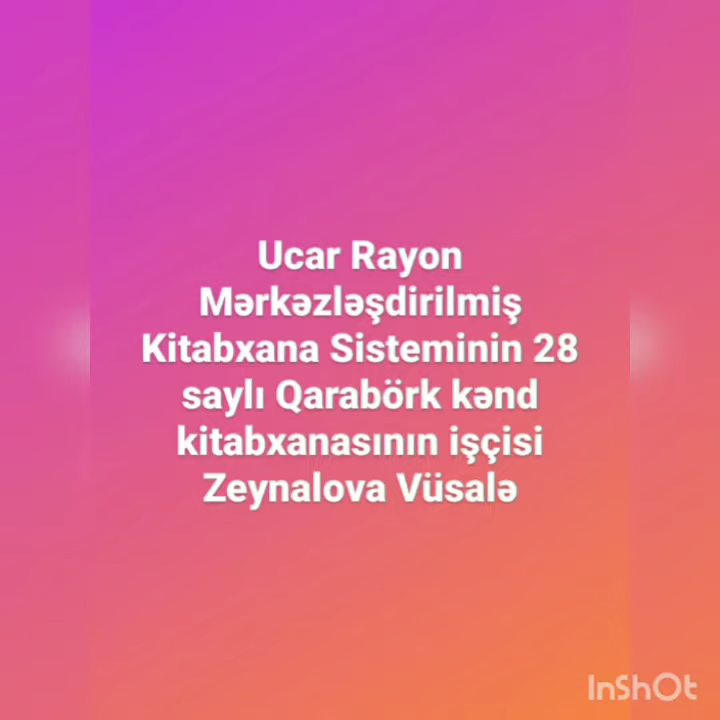 Ucar Rayon
Mərkəzləşdirilmiş
Kitabxana Sisteminin 28
saylı Qarabörk kənd
kitabxanasının işçisi
Zeynalova Vüsalə
InShOt